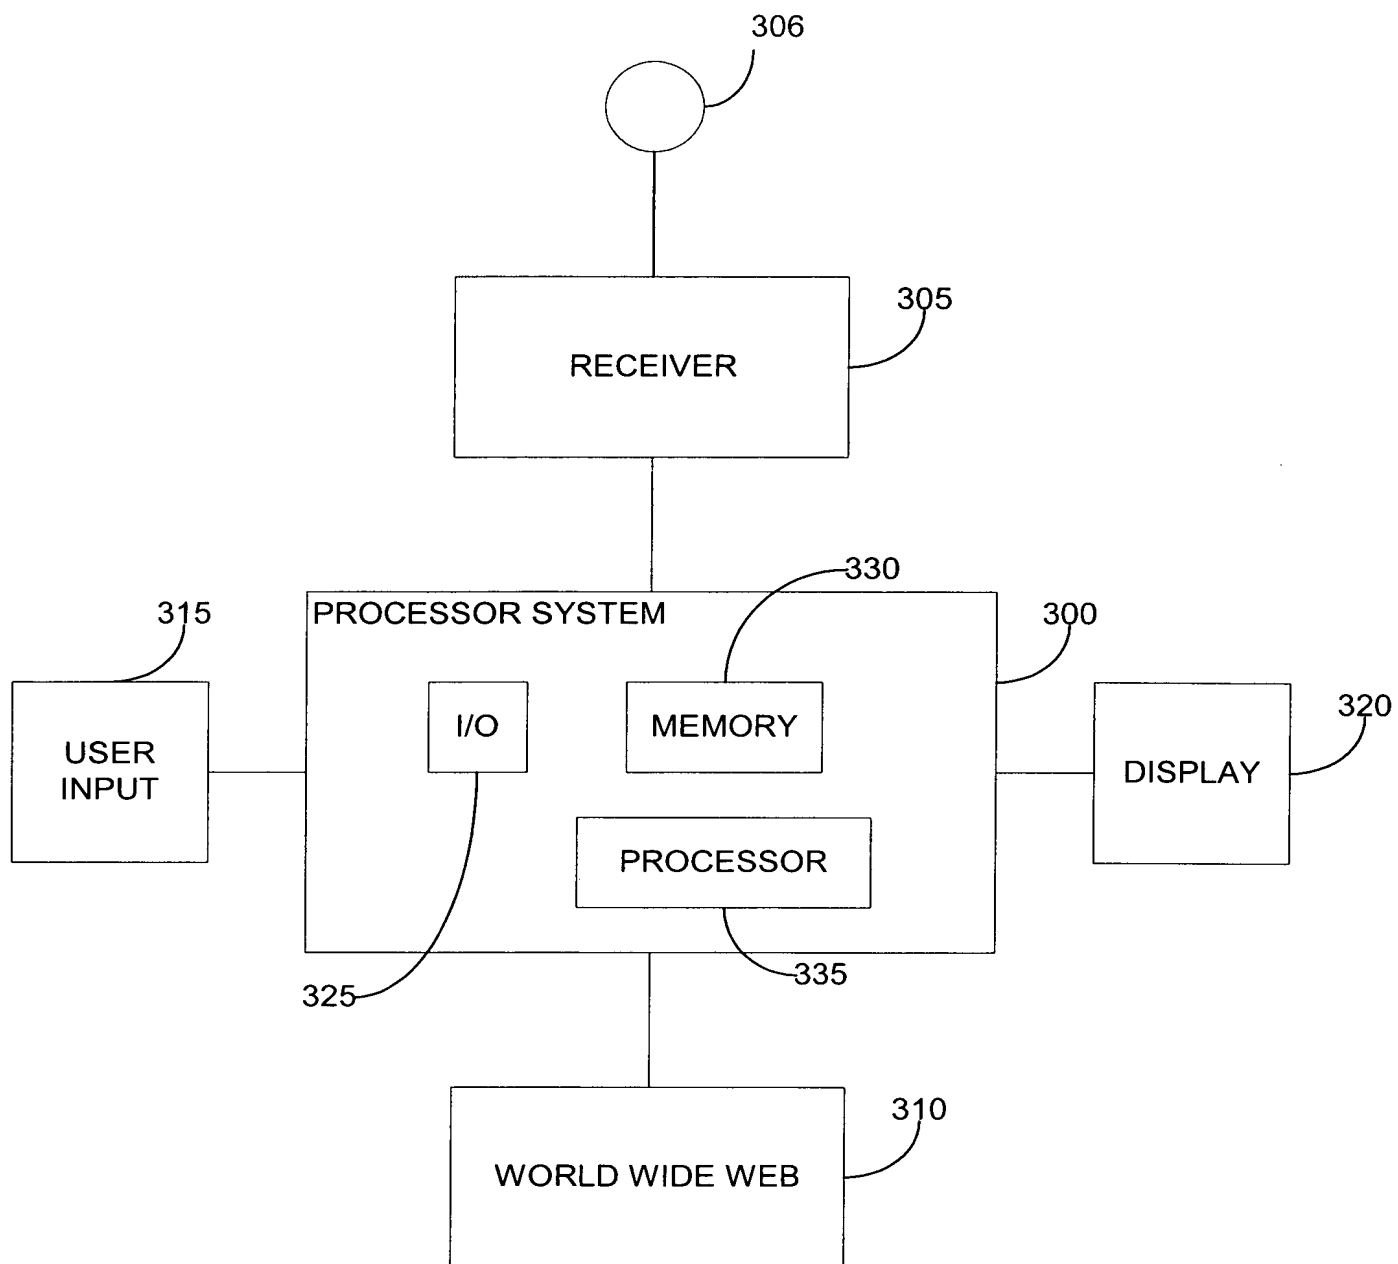 306
305
RECEIVER
330
315
PROCESSOR SYSTEM
300
320
I/O
MEMORY
USER
INPUT
DISPLAY
PROCESSOR
335
325
310
WORLD WIDE WEB